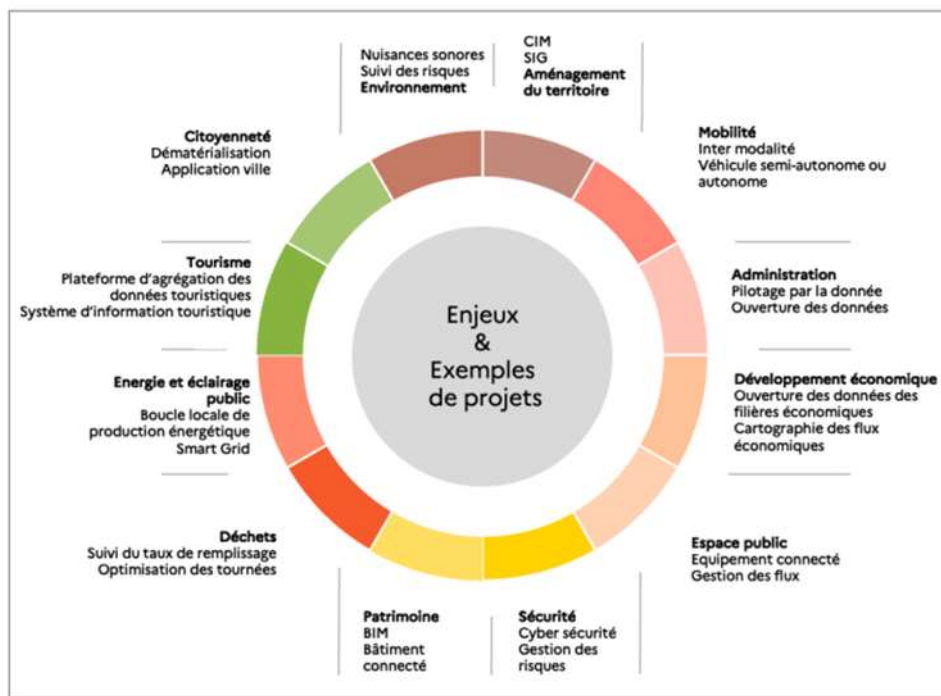 Nuisances sonores
Suivi des risques
Environnement
CIM
SIG
Aménagement
du territoire
Mobilité
Inter modalité
Véhicule semi-autonome ou
autonome
Administration
Pilotage par la donnée
Ouverture des données
Développement économique
Ouverture des données des
filières économiques
Cartographie des flux
économiques
Espace public
Equipement connecté
Gestion des flux
Sécurité
Cyber sécurité
Gestion des
risques
Patrimoine
BIM
Bâtiment
connecté
Déchets
Suivi du taux de remplissage
Optimisation des tournées
Energie et éclairage
public
Boucle locale de
production énergétique
Smart Grid
Tourisme
Plateforme d'agrégation des
données touristiques
Système d'information touristique
Citoyenneté
Dématérialisation
Application ville
Enjeux
&
Exemples
de projets